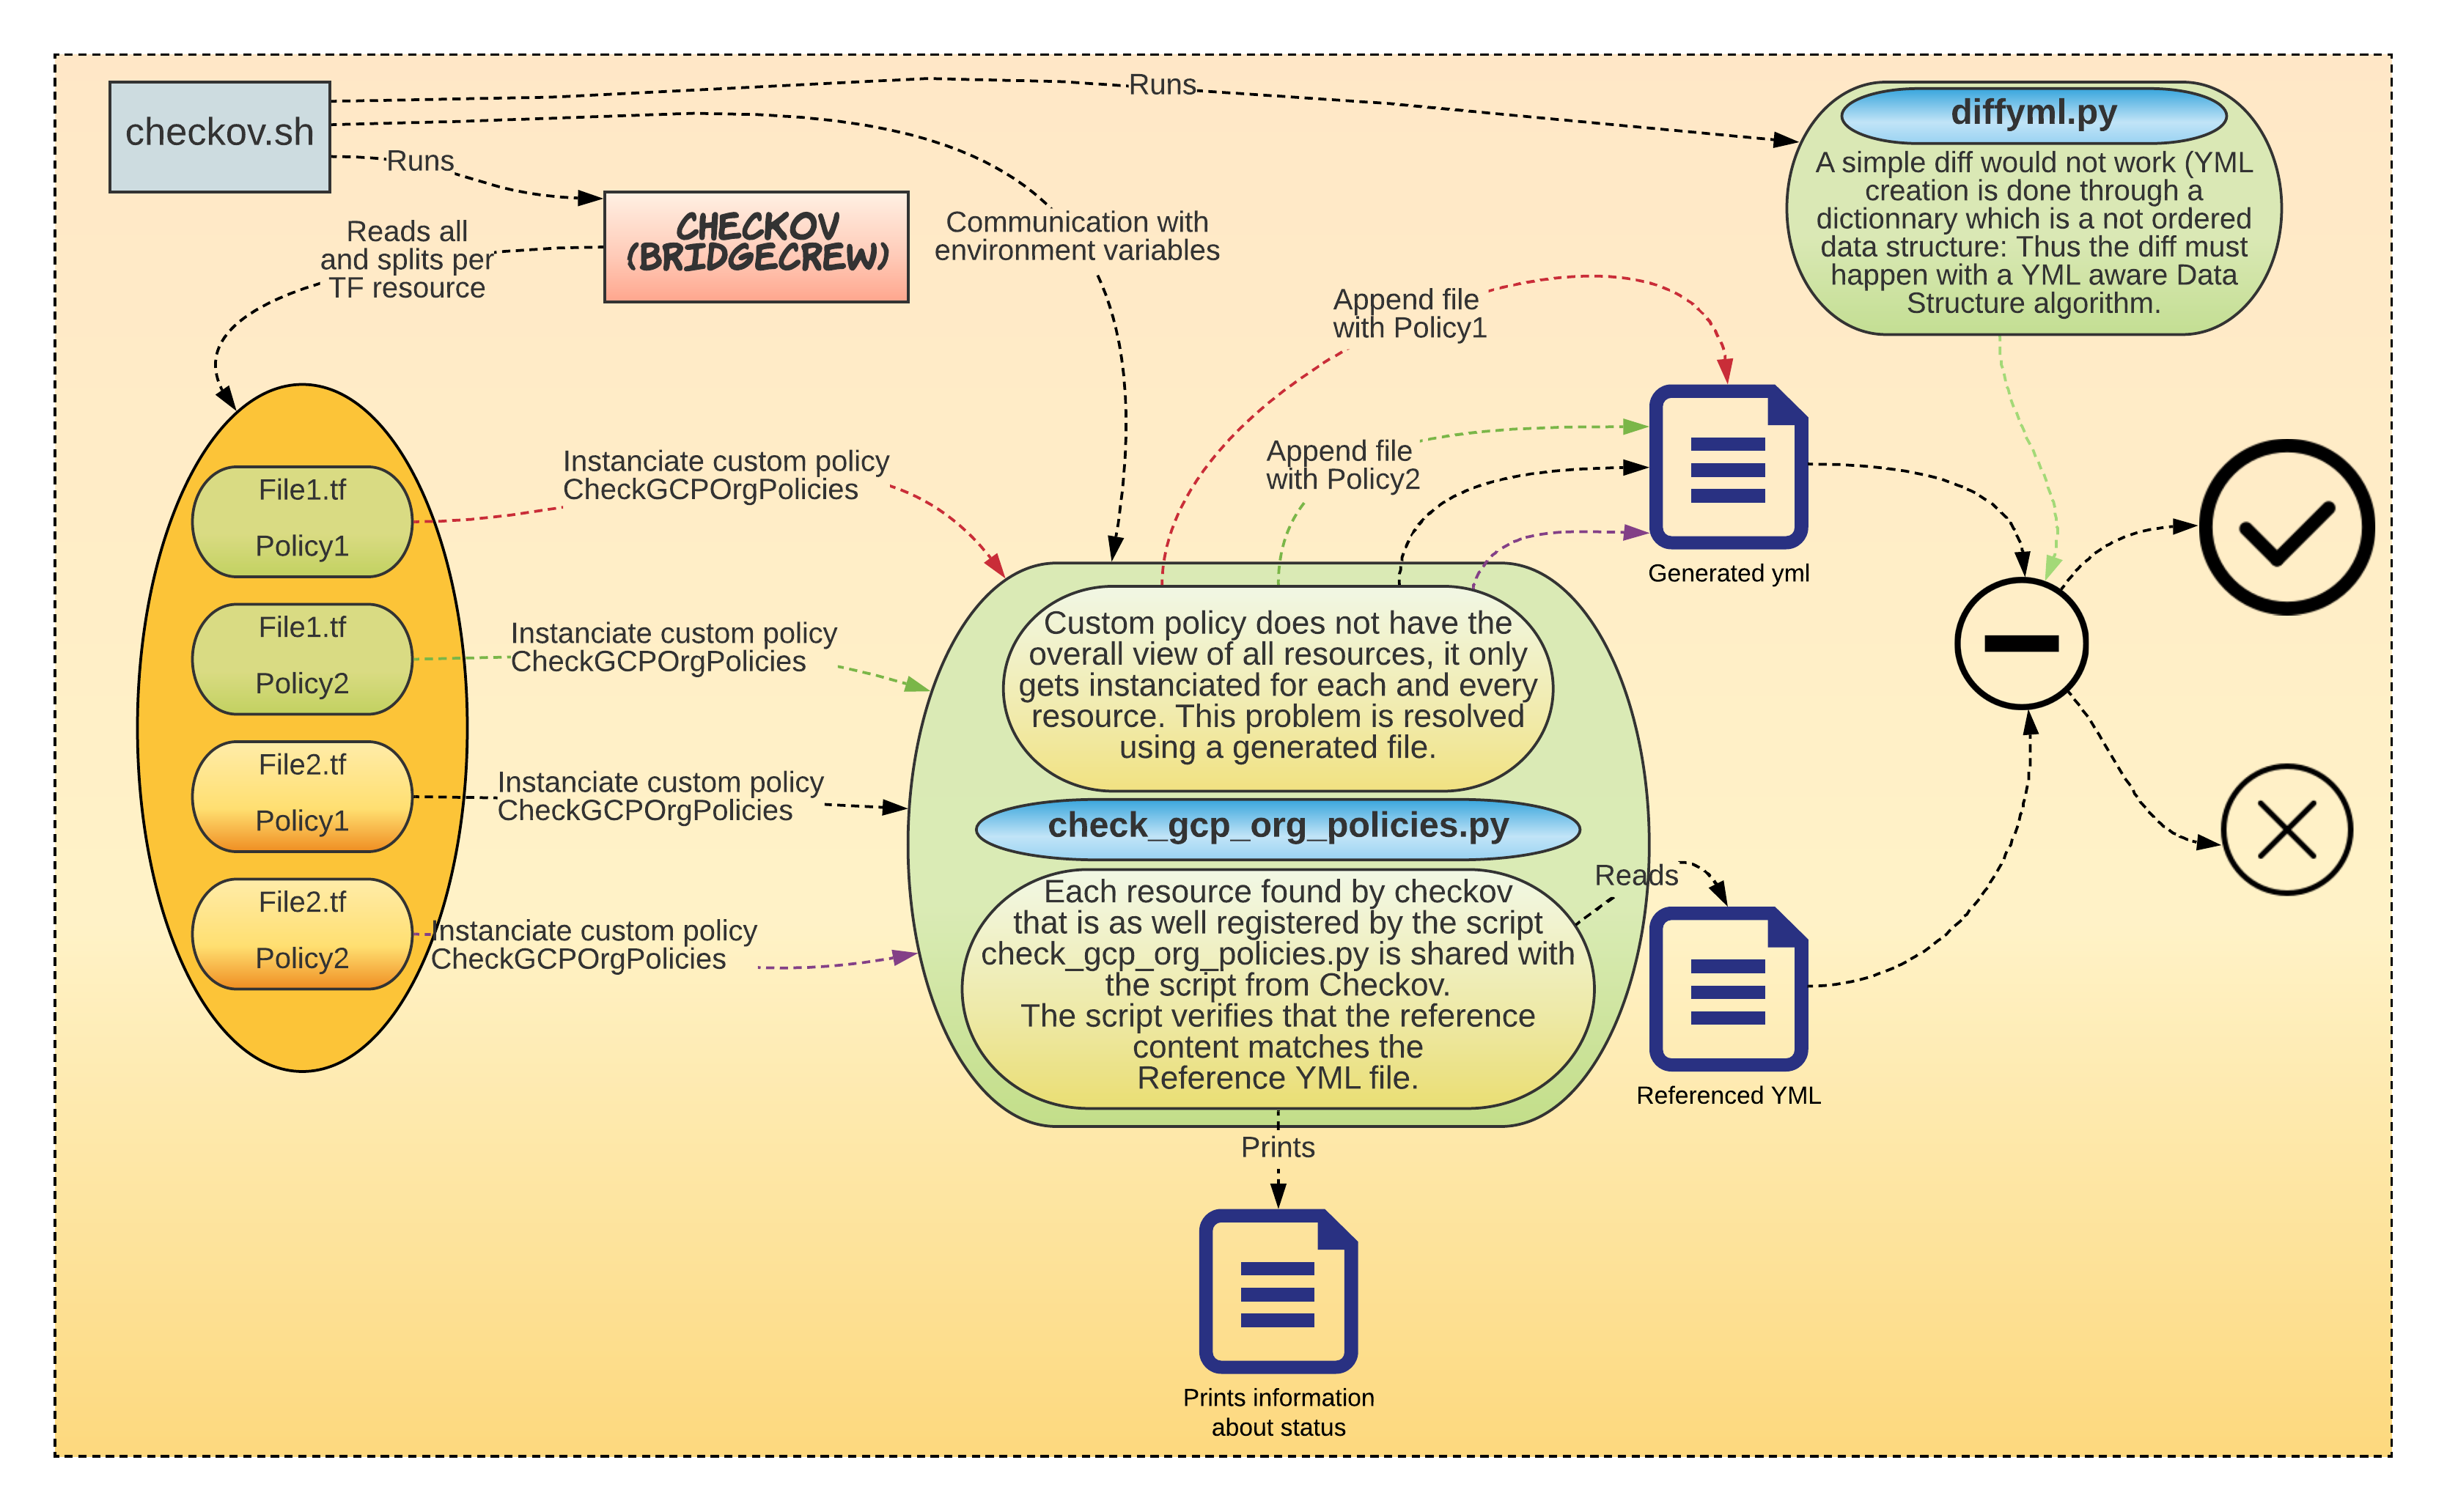 checkov.sh
Runs
Runs
diffyml.py
A simple diff would not work (YML
creation is done through a
dictionnary which is a not ordered
data structure: Thus the diff must
happen with a YML aware Data
Structure algorithm.
CHECKOV
(BRIDGECREW)
Reads all
and splits per
TF resource
Communication with
environment variables
Append file
with Policy1
Append file
with Policy2
Generated yml
File1.tf
Policy1
File1.tf
Policy2
File2.tf
Policy1
File2.tf
Policy2
Instanciate custom policy
CheckGCPOrgPolicies
Instanciate custom policy
CheckGCPOrgPolicies
Instanciate custom policy
CheckGCPOrgPolicies
Instanciate custom policy
CheckGCPOrgPolicies
Custom policy does not have the
overall view of all resources, it only
gets instanciated for each and every
resource. This problem is resolved
using a generated file.
check_gcp_org_policies.py
Each resource found by checkov
that is as well registered by the script
check_gcp_org_policies.py is shared with
the script from Checkov.
The script verifies that the reference
content matches the
Reference YML file.
Reads
Referenced YML
Prints
Prints information
about status